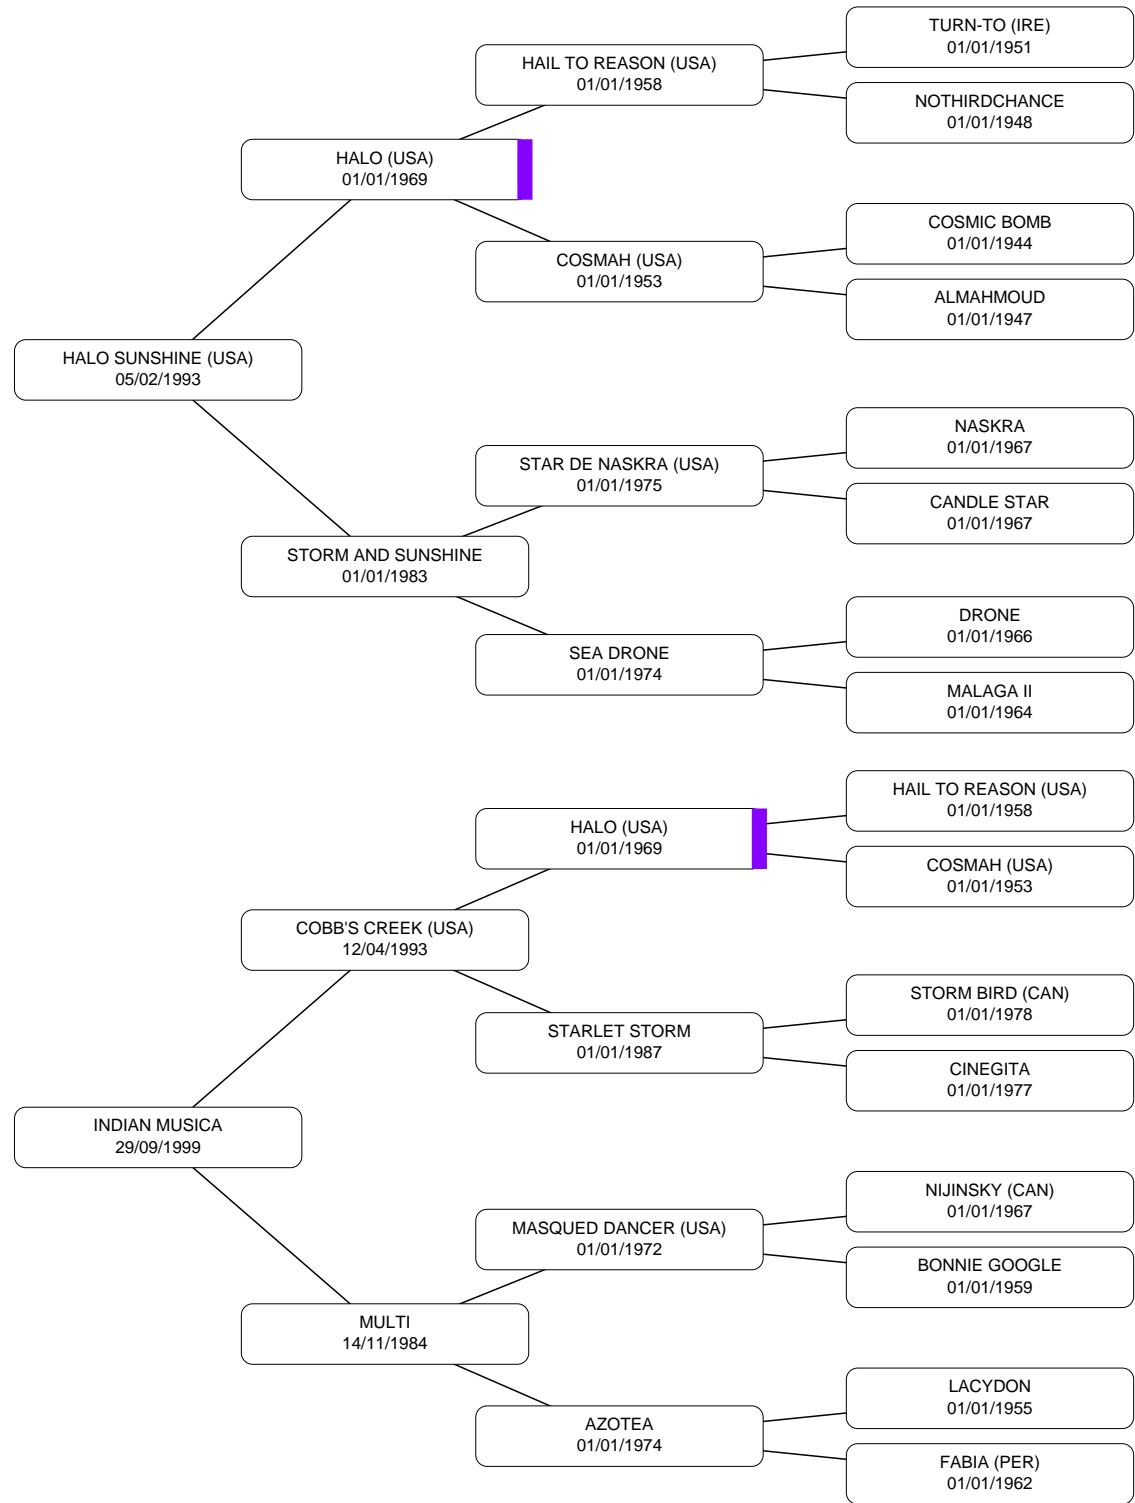 TURN-TO (IRE)
01/01/1951
HAIL TO REASON (USA)
01/01/1958
NOTHIRDCHANCE
01/01/1948
HALO (USA)
01/01/1969
COSMIC BOMB
01/01/1944
COSMAH (USA)
01/01/1953
ALMAHMOUD
01/01/1947
HALO SUNSHINE (USA)
05/02/1993
NASKRA
01/01/1967
STAR DE NASKRA (USA)
01/01/1975
CANDLE STAR
01/01/1967
STORM AND SUNSHINE
01/01/1983
DRONE
01/01/1966
SEA DRONE
01/01/1974
MALAGA II
01/01/1964
HAIL TO REASON (USA)
01/01/1958
HALO (USA)
01/01/1969
COSMAH (USA)
01/01/1953
COBB'S CREEK (USA)
12/04/1993
STORM BIRD (CAN)
01/01/1978
STARLET STORM
01/01/1987
CINEGITA
01/01/1977
INDIAN MUSICA
29/09/1999
NIJINSKY (CAN)
01/01/1967
MASQUED DANCER (USA)
01/01/1972
BONNIE GOOGLE
01/01/1959
MULTI
14/11/1984
LACYDON
01/01/1955
AZOTEA
01/01/1974
FABIA (PER)
01/01/1962